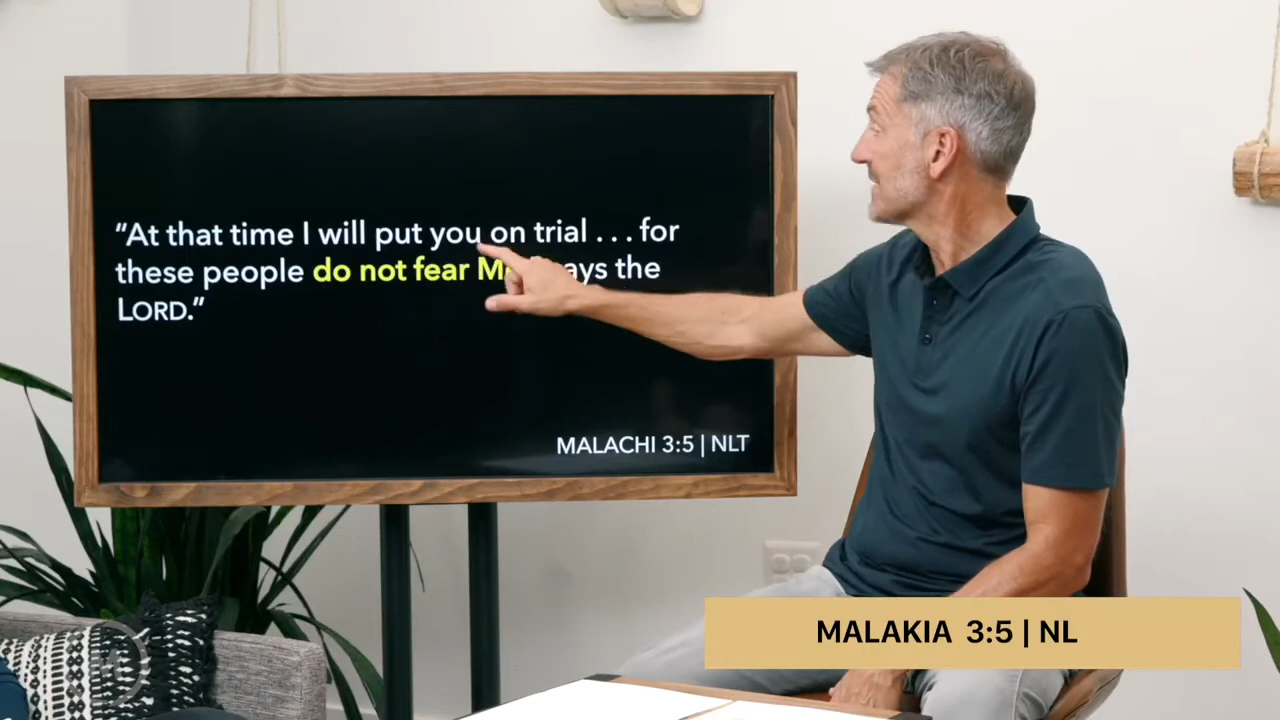 “At that time I will put you on trial . . . for
these people do not fear says the
LORD.”
MALACHI 3:5 | NLT
MALAKIA 3:5 | NL